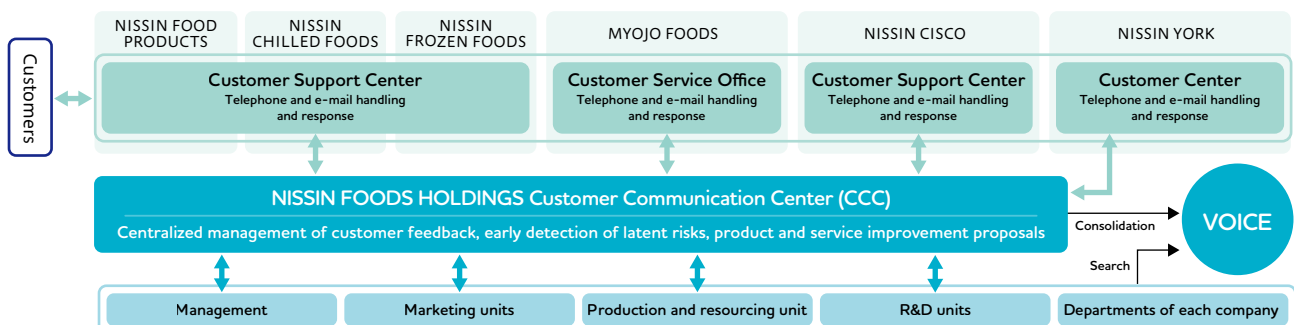 NISSIN FOOD
PRODUCTS
NISSIN
CHILLED FOODS
NISSIN
FROZEN FOODS
MYOJO FOODS
NISSIN CISCO
NISSIN YORK
Customers
Customer Support Center
Telephone and e-mail handling
and response
Customer Service Office
Telephone and e-mail handling
and response
Customer Support Center
Telephone and e-mail handling
and response
Customer Center
Telephone and e-mail handling
and response
NISSIN FOODS HOLDINGS Customer Communication Center (CCC)
Centralized management of customer feedback, early detection of latent risks, product and service improvement proposals
Consolidation
VOICE
Search
Management
Marketing units
Production and resourcing unit
R&D units
Departments of each company